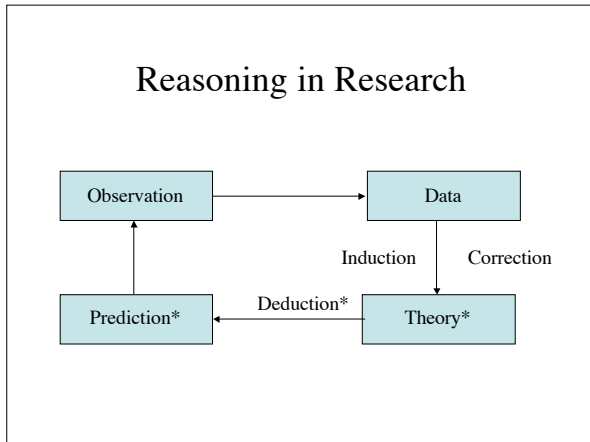 Reasoning in Research
Observation
Data
Induction
Correction
Deduction*
Prediction*
Theory*